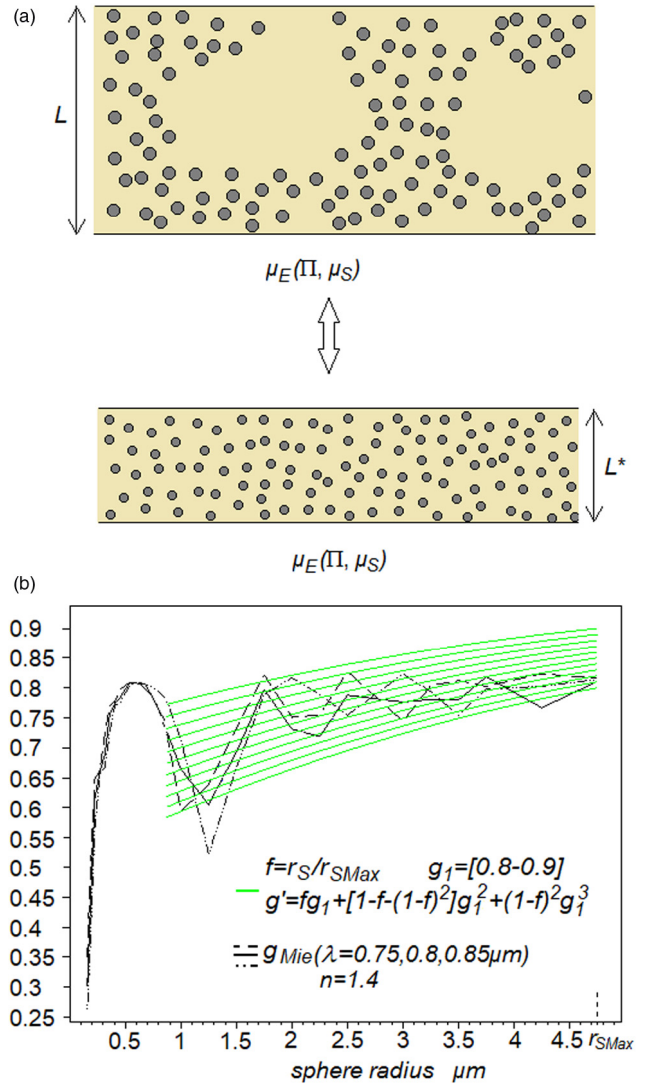 (a)
L
μE(Π, μS)
L*
μE(Π, μS)
(b)
0.9
0.85
0.8
0.75
0.7
0.65
0.6
0.55
0.5
0.45
0.4
0.35
0.3
0.25
f=rS/rSMax g1=[0.8-0.9]
g'=fg1+[1-f-(1-f)²]g1²+(1-f)²g1³
gMie(λ=0.75,0.8,0.85μm)
n=1.4
0.5 1 1.5 2 2.5 3 3.5 4 4.5 rSMax
sphere radius μm